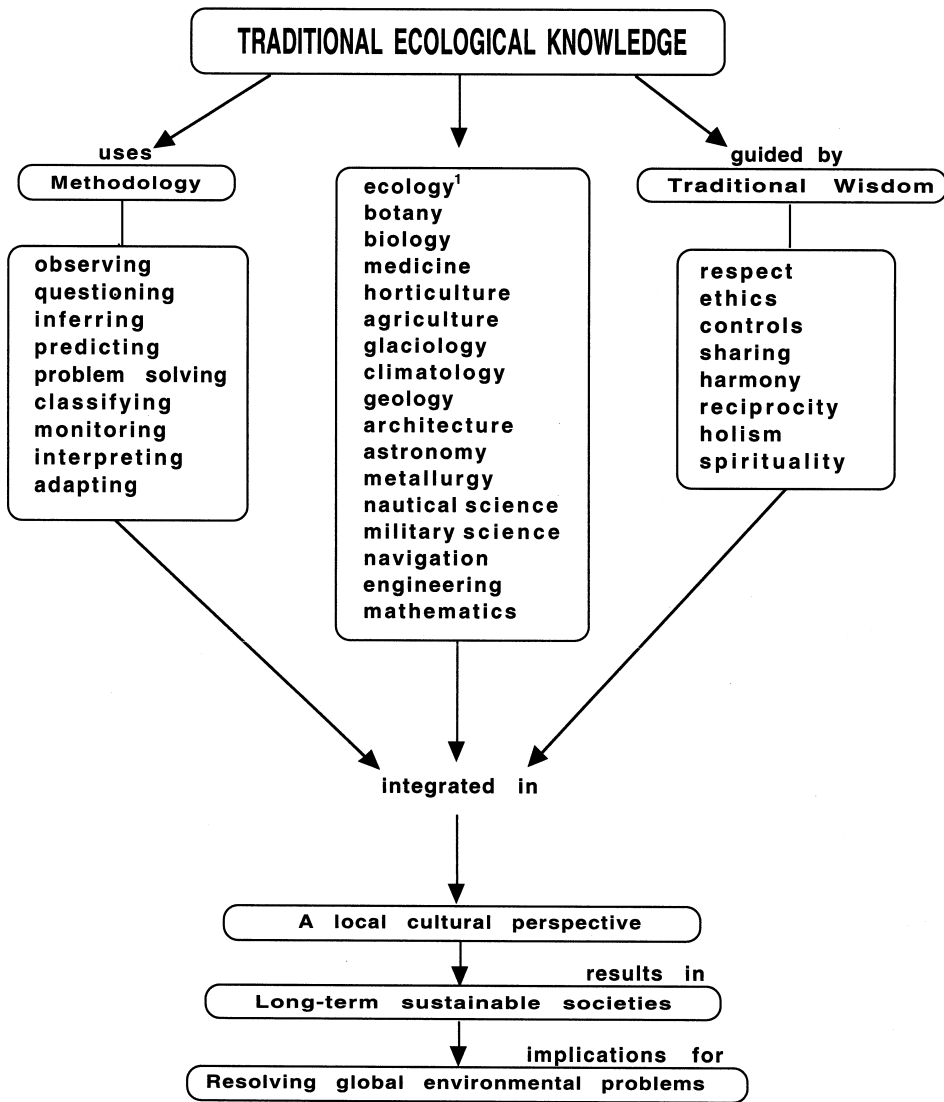 TRADITIONAL ECOLOGICAL KNOWLEDGE
uses
Methodology
observing
questioning
inferring
predicting
problem solving
classifying
monitoring
interpreting
adapting
ecology¹
botany
biology
medicine
horticulture
agriculture
glaciology
climatology
geology
architecture
astronomy
metallurgy
nautical science
military science
navigation
engineering
mathematics
guided by
Traditional Wisdom
respect
ethics
controls
sharing
harmony
reciprocity
holism
spirituality
integrated in
A local cultural perspective
results in
Long-term sustainable societies
implications for
Resolving global environmental problems